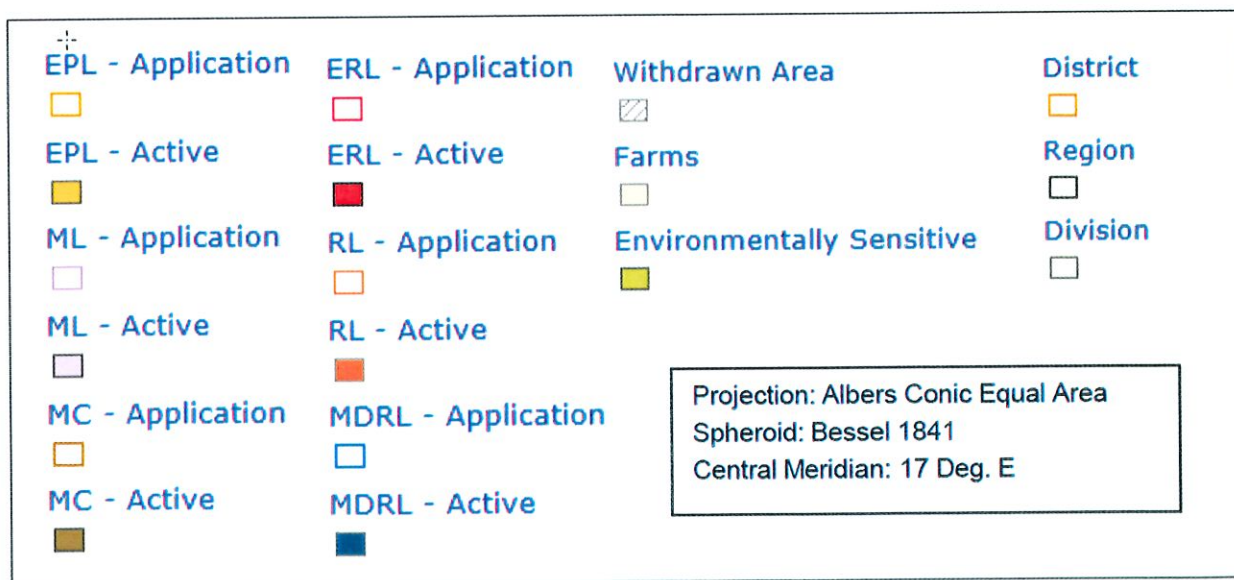 EPL - Application
EPL - Active
ML - Application
ML - Active
MC - Application
MC - Active
ERL - Application
ERL - Active
RL - Application
RL - Active
MDRL - Application
MDRL - Active
Withdrawn Area
Farms
Environmentally Sensitive
District
Region
Division
Projection: Albers Conic Equal Area
Spheroid: Bessel 1841
Central Meridian: 17 Deg. E